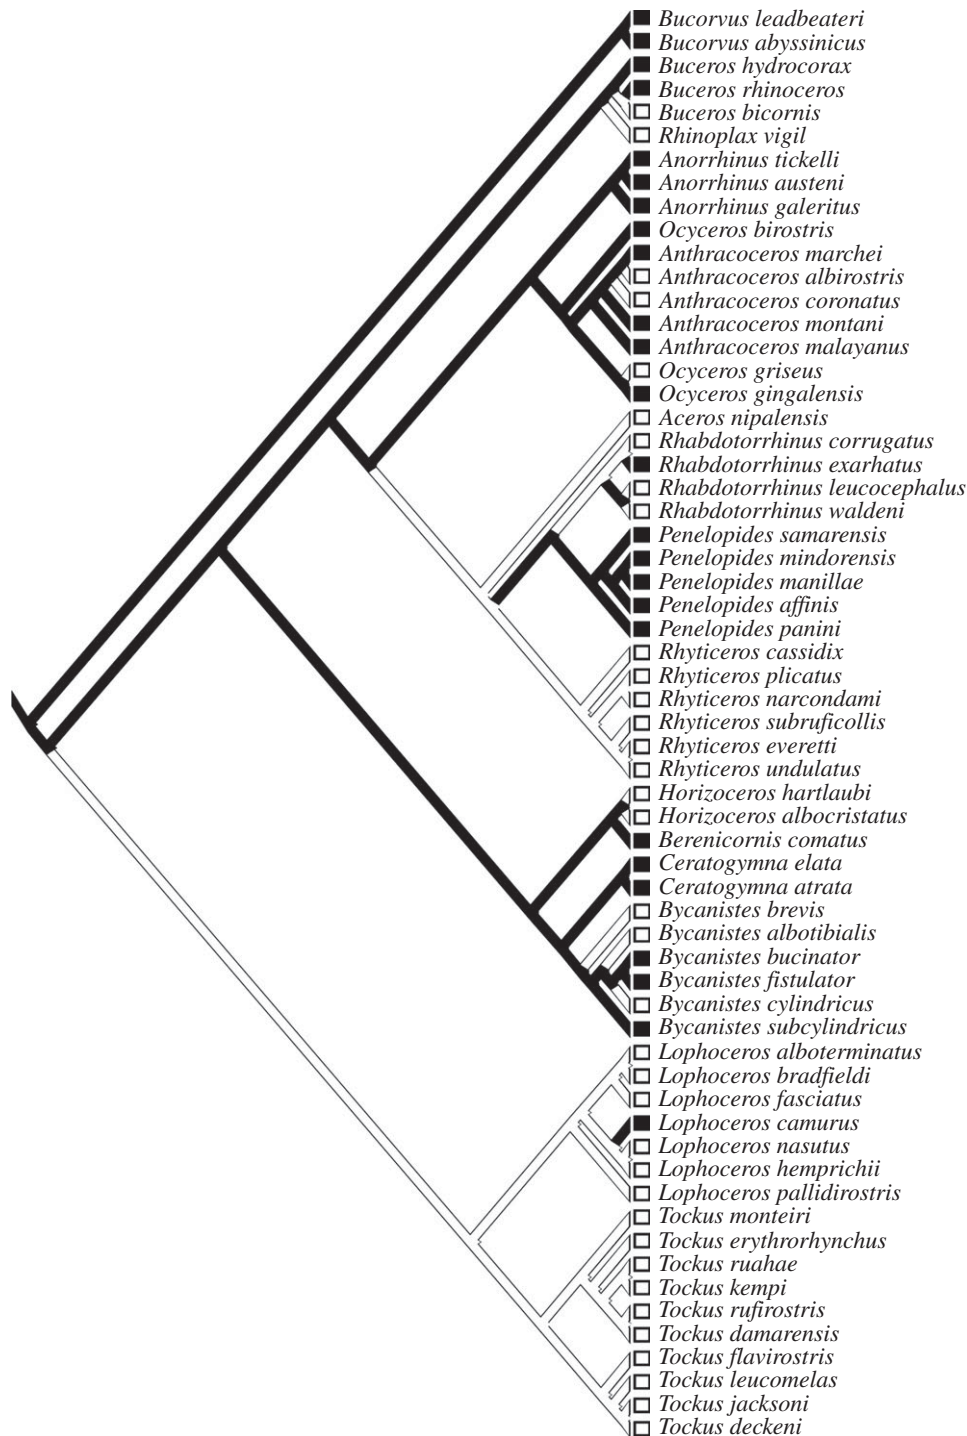 Bucorvus leadbeateri
Bucorvus abyssinicus
Buceros hydrocorax
Buceros rhinoceros
Buceros bicornis
Rhinoplax vigil
Anorrhinus tickelli
Anorrhinus austeni
Anorrhinus galeritus
Ocyceros birostris
Anthracoceros marchei
Anthracoceros albirostris
Anthracoceros coronatus
Anthracoceros montani
Anthracoceros malayanus
Ocyceros griseus
Ocyceros gingalensis
Aceros nipalensis
Rhabdotorrhinus corrugatus
Rhabdotorrhinus exarhatus
Rhabdotorrhinus leucocephalus
Rhabdotorrhinus waldeni
Penelopides samarensis
Penelopides mindorensis
Penelopides manillae
Penelopides affinis
Penelopides panini
Rhyticeros cassidix
Rhyticeros plicatus
Rhyticeros narcondami
Rhyticeros subruficollis
Rhyticeros everetti
Rhyticeros undulatus
Horizoceros hartlaubi
Horizoceros albocristatus
Berenicornis comatus
Ceratogymna elata
Ceratogymna atrata
Bycanistes brevis
Bycanistes albotibialis
Bycanistes bucinator
Bycanistes fistulator
Bycanistes cylindricus
Bycanistes subcylindricus
Lophoceros alboterminatus
Lophoceros bradfieldi
Lophoceros fasciatus
Lophoceros camurus
Lophoceros nasutus
Lophoceros hemprichii
Lophoceros pallidirostris
Tockus monteiri
Tockus erythrorhynchus
Tockus ruahae
Tockus kempi
Tockus rufirostris
Tockus damarensis
Tockus flavirostris
Tockus leucomelas
Tockus jacksoni
Tockus deckeni